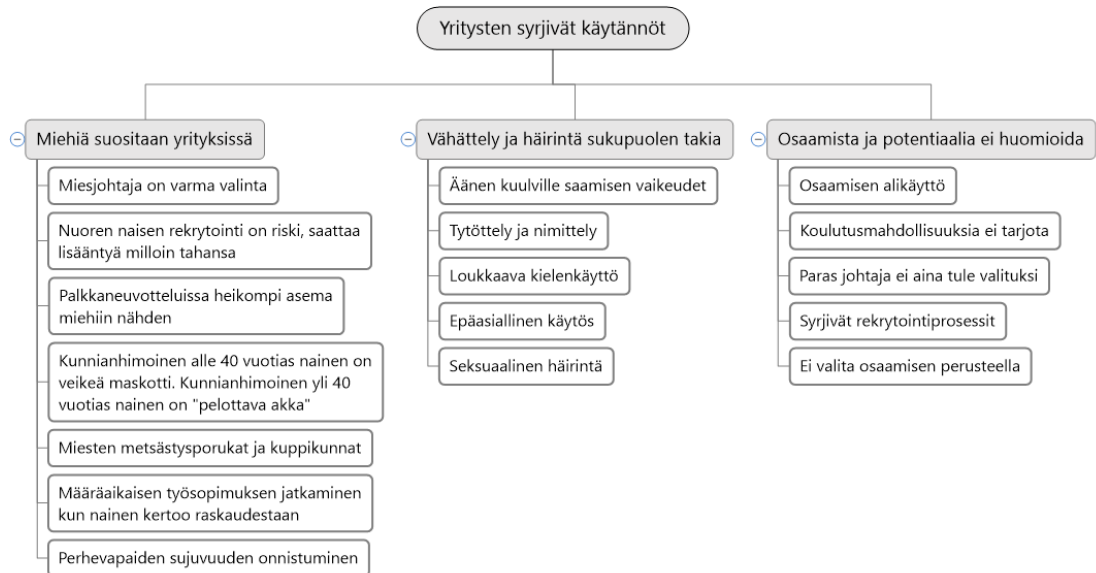 Yritysten syrjivät käytännöt
Miehiä suositaan yrityksissä
Miesjohtaja on varma valinta
Nuoren naisen rekrytointi on riski, saattaa
lisääntyä milloin tahansa
Palkkaneuvotteluissa heikompi asema
miehiin nähden
Kunnianhimoinen alle 40 vuotias nainen on
veikeä maskotti. Kunnianhimoinen yli 40
vuotias nainen on "pelottava akka"
Miesten metsästysporukat ja kuppikunnat
Määräaikaisen työsopimuksen jatkaminen
kun nainen kertoo raskaudestaan
Perhevapaiden sujuvuuden onnistuminen
Vähättely ja häirintä sukupuolen takia
Äänen kuulville saamisen vaikeudet
Tytöttely ja nimittely
Loukkaava kielenkäyttö
Epäasiallinen käytös
Seksuaalinen häirintä
Osaamista ja potentiaalia ei huomioida
Osaamisen alikäyttö
Koulutusmahdollisuuksia ei tarjota
Paras johtaja ei aina tule valituksi
Syrjivät rekrytointiprosessit
Ei valita osaamisen perusteella